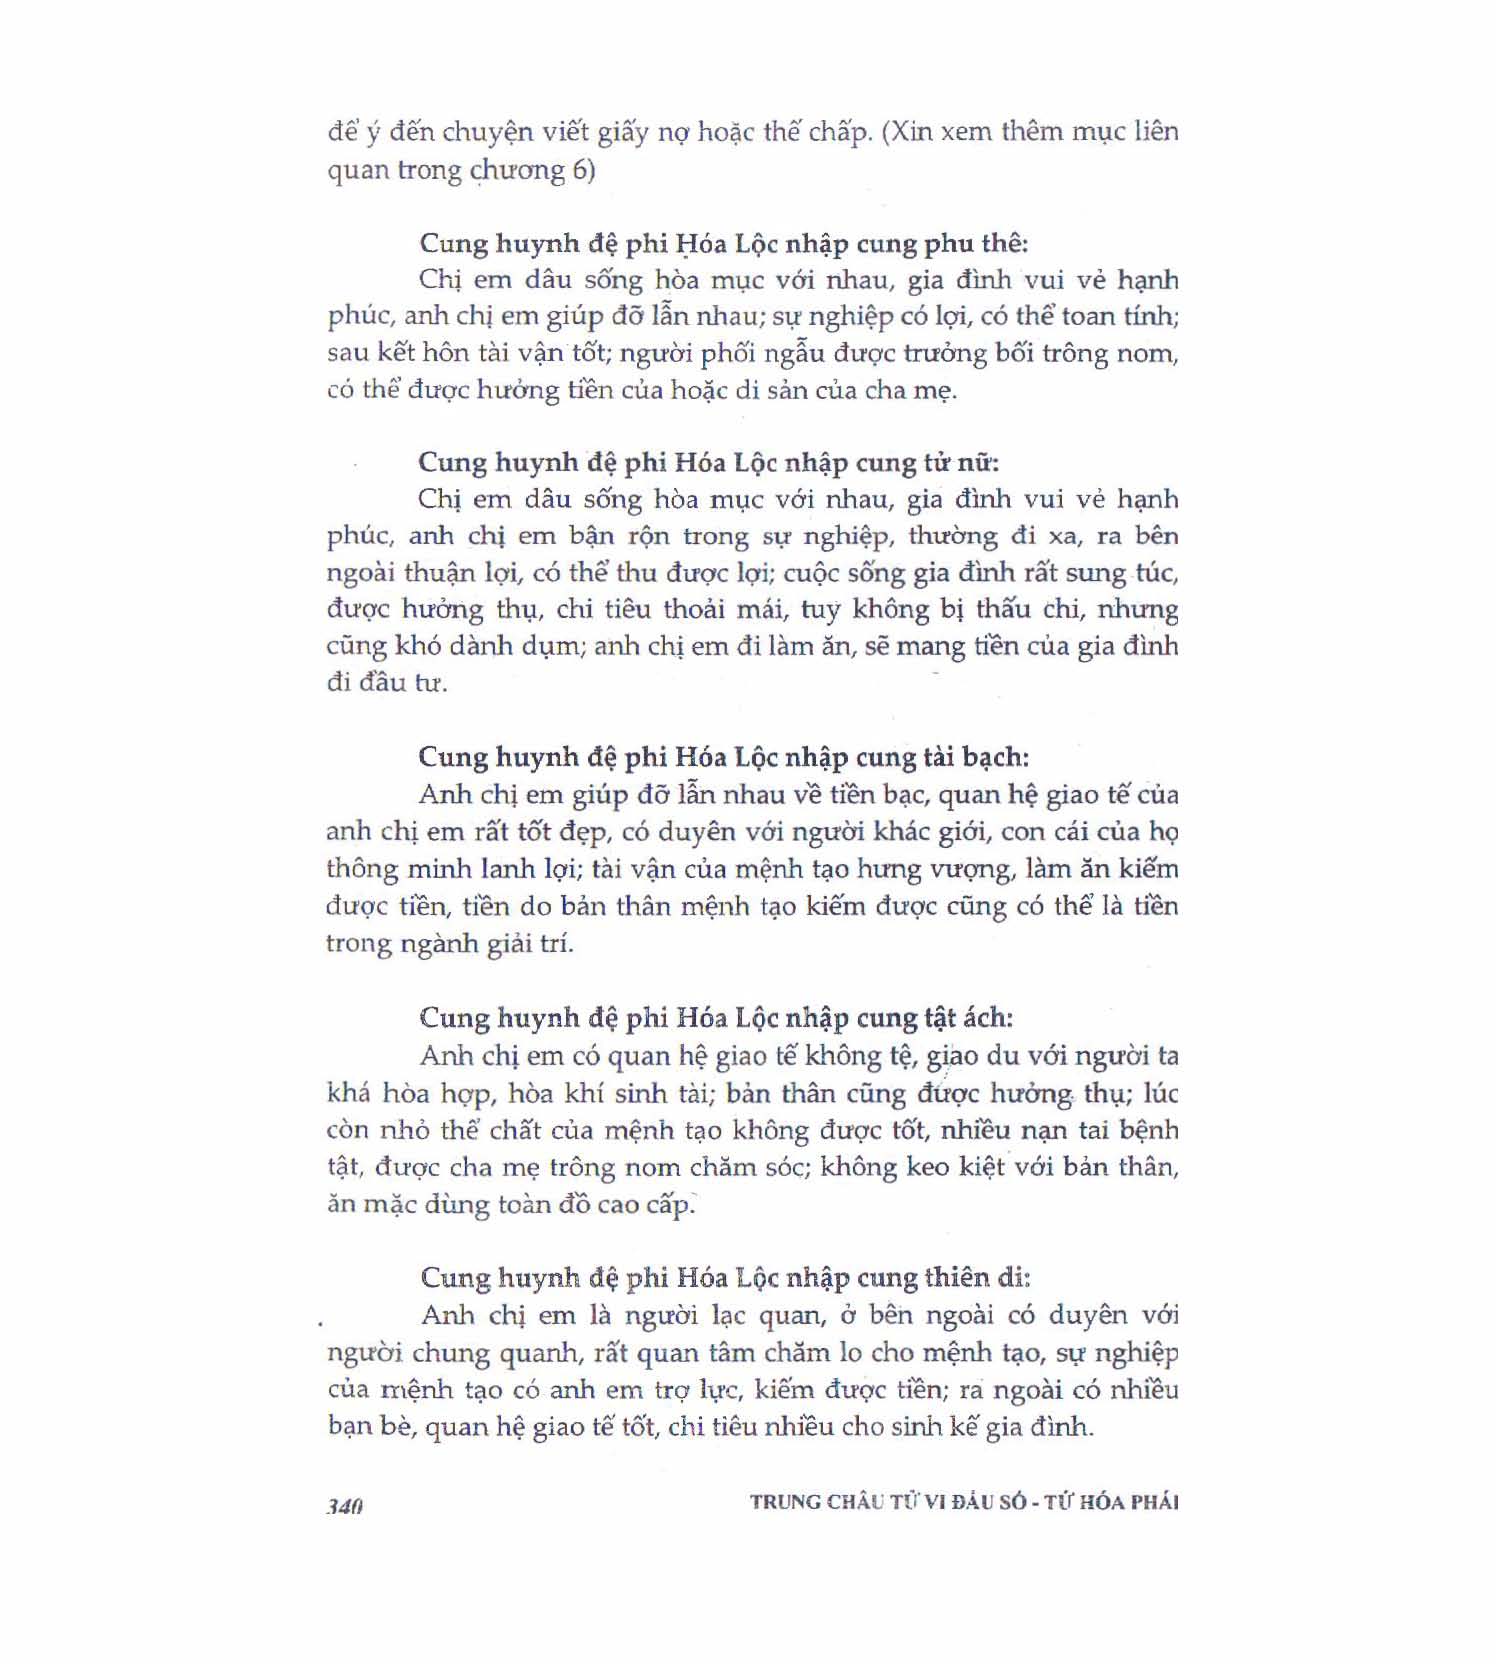 để ý đến chuyện viết giấy nợ hoặc thế chấp. (Xin xem thêm mục liên
quan trong chương 6)
Cung huynh đệ phi Hóa Lộc nhập cung phu thê:
Chị em dâu sống hòa mục với nhau, gia đình vui vẻ hạnh
phúc, anh chị em giúp đỡ lẫn nhau; sự nghiệp có lợi, có thể toan tính;
sau kết hôn tài vận tốt; người phối ngẫu được trưởng bối trông nom,
có thể được hưởng tiền của hoặc di sản của cha mẹ.
Cung huynh đệ phi Hóa Lộc nhập cung tử nữ:
Chị em dâu sống hòa mục với nhau, gia đình vui vẻ hạnh
phúc, anh chị em bận rộn trong sự nghiệp, thường đi xa, ra bên
ngoài thuận lợi, có thể thu được lợi; cuộc sống gia đình rất sung túc,
được hưởng thụ, chi tiêu thoải mái, tuy không bị thấu chi, nhưng
cũng khó dành dụm; anh chị em đi làm ăn, sẽ mang tiền của gia đình
đi đầu tư.
Cung huynh đệ phi Hóa Lộc nhập cung tài bạch:
Anh chị em giúp đỡ lẫn nhau về tiền bạc, quan hệ giao tế của
anh chị em rất tốt đẹp, có duyên với người khác giới, con cái của họ
thông minh lanh lợi; tài vận của mệnh tạo hưng vượng, làm ăn kiếm
được tiền, tiền do bản thân mệnh tạo kiếm được cũng có thể là tiền
trong ngành giải trí.
Cung huynh đệ phi Hóa Lộc nhập cung tật ách:
Anh chị em có quan hệ giao tế không tệ, giao du với người ta
khá hòa hợp, hòa khí sinh tài; bản thân cũng được hưởng thụ; lúc
còn nhỏ thể chất của mệnh tạo không được tốt, nhiều nạn tai bệnh
tật, được cha mẹ trông nom chăm sóc; không keo kiệt với bản thân,
ăn mặc dùng toàn đồ cao cấp.
Cung huynh đệ phi Hóa Lộc nhập cung thiên di:
Anh chị em là người lạc quan, ở bên ngoài có duyên với
người chung quanh, rất quan tâm chăm lo cho mệnh tạo, sự nghiệp
của mệnh tạo có anh em trợ lực, kiếm được tiền; ra ngoài có nhiều
bạn bè, quan hệ giao tế tốt, chi tiêu nhiều cho sinh kế gia đình.
340 TRUNG CHÂU TỬ VI ĐẨU SỐ - TỨ HÓA PHÁI